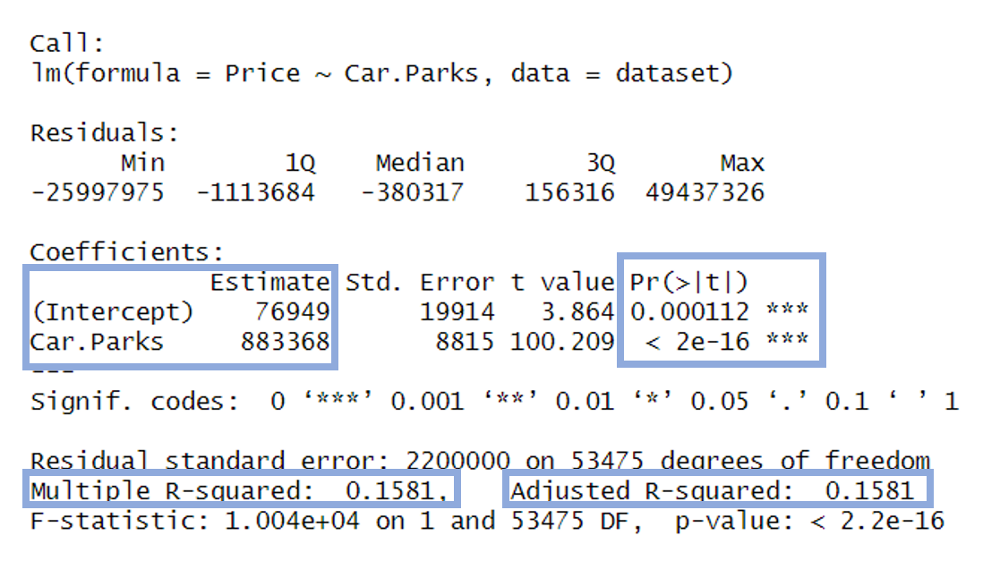 Call:
lm(formula = Price ~ Car.Parks, data = dataset)
Residuals:
Min 1Q Median 3Q Max
-25997975 -1113684 -380317 156316 49437326
Coefficients:
Estimate Std. Error t value Pr(>|t|)
(Intercept) 76949 19914 3.864 0.000112 ***
Car.Parks 883368 8815 100.209 < 2e-16 ***
---
Signif. codes: 0 ‘***’ 0.001 ‘**’ 0.01 ‘*’ 0.05 ‘.’ 0.1 ‘ ’ 1
Residual standard error: 2200000 on 53475 degrees of freedom
Multiple R-squared: 0.1581, Adjusted R-squared: 0.1581
F-statistic: 1.004e+04 on 1 and 53475 DF, p-value: < 2.2e-16